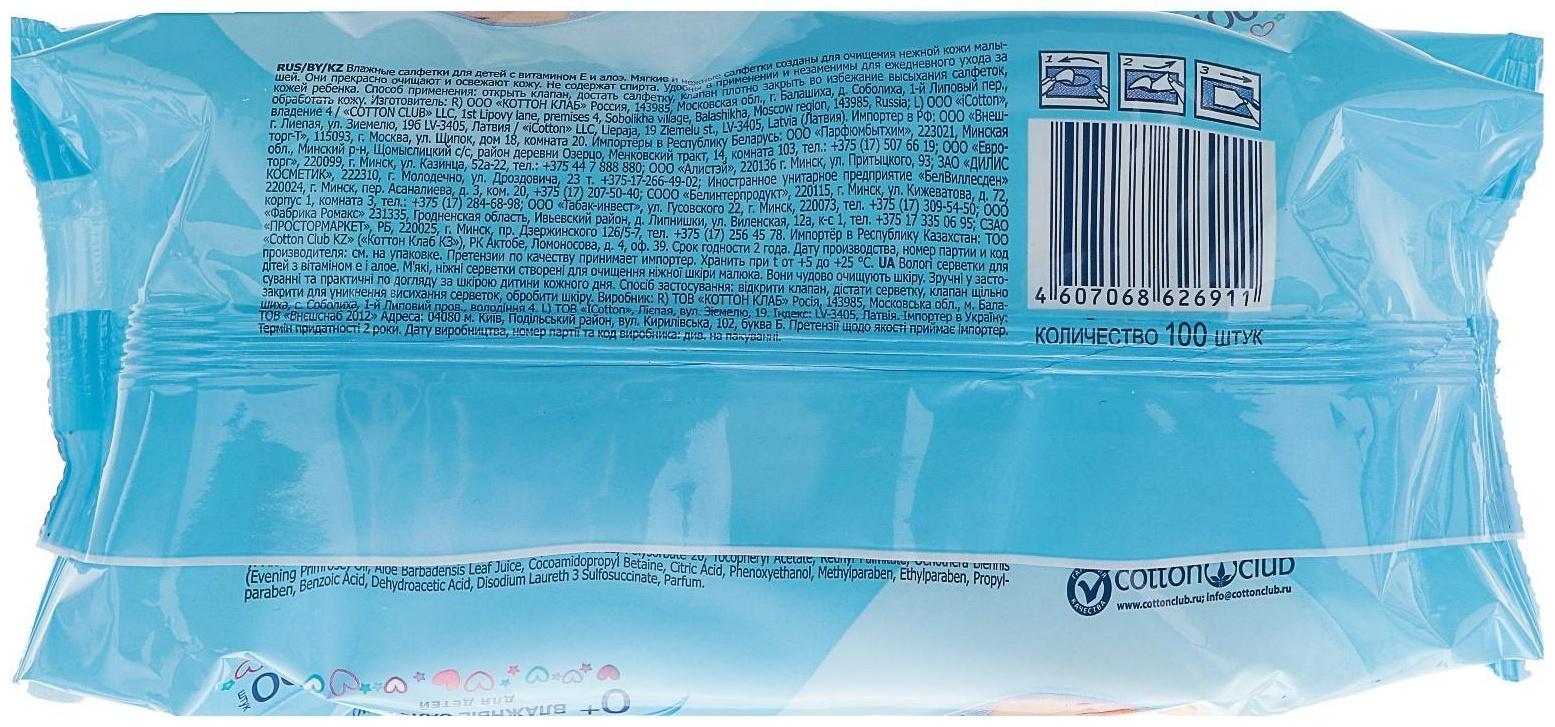 RUS/BY/KZ Влажные салфетки для детей с витамином Е и алоэ. Мягкие и нежные салфетки созданы для очищения нежной кожи малы-
шей. Они прекрасно очищают и освежают кожу. Не содержат спирта. Удобны в применении и незаменимы для ежедневного ухода за
кожей ребенка. Способ применения: открыть клапан, достать салфетку, клапан плотно закрыть во избежание высыхания салфеток,
обработать кожу. Изготовитель: R) ООО «КОТТОН КЛАБ» Россия, 143985, Московская обл., г. Балашиха, д. Соболиха, 1-й Липовый пер.,
владение 4 / «COTTON CLUB» LLC, 1st Lipovy lane, premises 4, Sobolikha village, Balashikha, Moscow region, 143985, Russia; L) ООО «iCotton»,
г. Лиепая, ул. Зиемелю, 196 LV-3405, Латвия / «iCotton» LLC, Liepaja, 19 Ziemelu st., LV-3405, Latvia (Латвия). Импортер в РФ: ООО «Внеш-
торг-Т», 115093, г. Москва, ул. Щипок, дом 18, комната 20. Импортеры в Республику Беларусь: ООО «Парфюмбытхим», 223021, Минская
обл., Минский р-н, Щомыслицкий с/с, район деревни Озерцо, Менковский тракт, 14, комната 103, тел.: +375 (17) 507 66 19; ООО «Евро-
торг», 220099, г. Минск, ул. Казинца, 52а-22, тел.: +375 44 7 888 880; ООО «Алистэй», 220136 г. Минск, ул. Притыцкого, 93; ЗАО «ДИЛИС
КОСМЕТИК», 222310, г. Молодечно, ул. Дроздовича, 23 т. +375-17-266-49-02; Иностранное унитарное предприятие «БелВиллесден»
220024, г. Минск, пер. Асаналиева, д. 3, ком. 20, +375 (17) 207-50-40; СООО «Белинтерпродукт», 220115, г. Минск, ул. Кижеватова, д. 72,
корпус 1, комната 3, тел.: +375 (17) 284-68-98; ООО «Табак-инвест», ул. Гусовского 22, г. Минск, 220073, тел. +375 (17) 309-54-50; ООО
«Фабрика Ромакс» 231335, Гродненская область, Ивьевский район, д. Липнишки, ул. Виленская, 12а, к-с 1, тел. +375 17 335 06 95; СЗАО
«ПРОСТОРМАРКЕТ», РБ, 220025, г. Минск, пр. Дзержинского 126/5-7, тел. +375 (17) 256 45 78. Импортёр в Республику Казахстан: ТОО
«Cotton Club KZ» («Коттон Клаб КЗ»), РК Актобе, Ломоносова, д. 4, оф. 39. Срок годности 2 года. Дату производства, номер партии и код
производителя: см. на упаковке. Претензии по качеству принимает импортер. Хранить при t от +5 до +25 °С. UA Вологі серветки для
дітей з вітаміном е і алое. М'які, ніжні серветки створені для очищення ніжної шкіри малюка. Вони чудово очищують шкіру. Зручні у засто-
суванні та практичні по догляду за шкірою дитини кожного дня. Спосіб застосування: відкрити клапан, дістати серветку, клапан щільно
закрити для уникнення висихання серветок, обробити шкіру. Виробник: R) ТОВ «КОТТОН КЛАБ» Росія, 143985, Московська обл., м. Бала-
шиха, с. Соболиха, 1-й Липовый пров., володіння 4. L) ТОВ «iCotton», Лієпая, вул. Зіємелю, 19. Індекс: LV-3405, Латвія. Імпортер в Україну:
ТОВ «Внешснаб 2012» Адреса: 04080 м. Київ, Подільський район, вул. Кирилівська, 102, буква Б. Претензії щодо якості приймає імпортер.
Термін придатності 2 роки. Дату виробництва, номер партії та код виробника: див. на пакуванні.
1 2 3
4 607068 626911
КОЛИЧЕСТВО 100 ШТУК
Polysorbate 20, Tocopheryl Acetate, Retinyl Palmitate, Oenothera Biennis
(Evening Primrose) Oil, Aloe Barbadensis Leaf Juice, Cocoamidopropyl Betaine, Citric Acid, Phenoxyethanol, Methylparaben, Ethylparaben, Propyl-
paraben, Benzoic Acid, Dehydroacetic Acid, Disodium Laureth 3 Sulfosuccinate, Parfum.
КАЧЕСТВА
cotton club
www.cottonclub.ru; info@cottonclub.ru
штук
0+
ДЛЯ ДЕТЕЙ
ВЛАЖНЫЕ